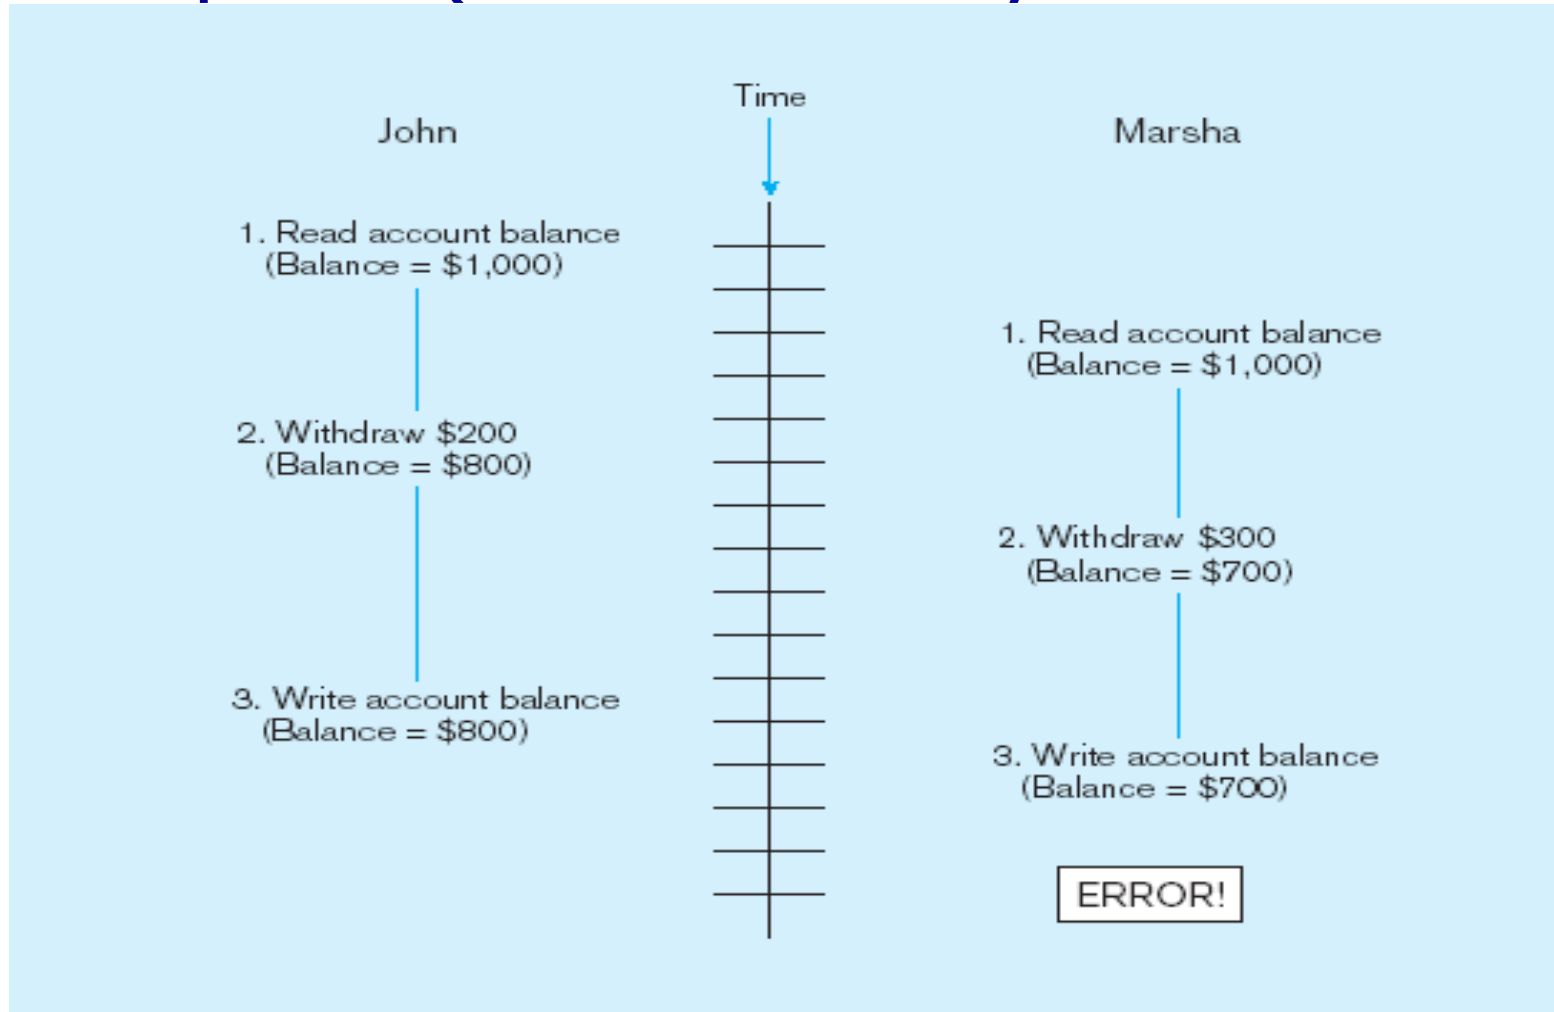 Time
John
Marsha
1. Read account balance
(Balance = $1,000)
1. Read account balance
(Balance = $1,000)
2. Withdraw $200
(Balance = $800)
2. Withdraw $300
(Balance = $700)
3. Write account balance
(Balance = $800)
3. Write account balance
(Balance = $700)
ERROR!